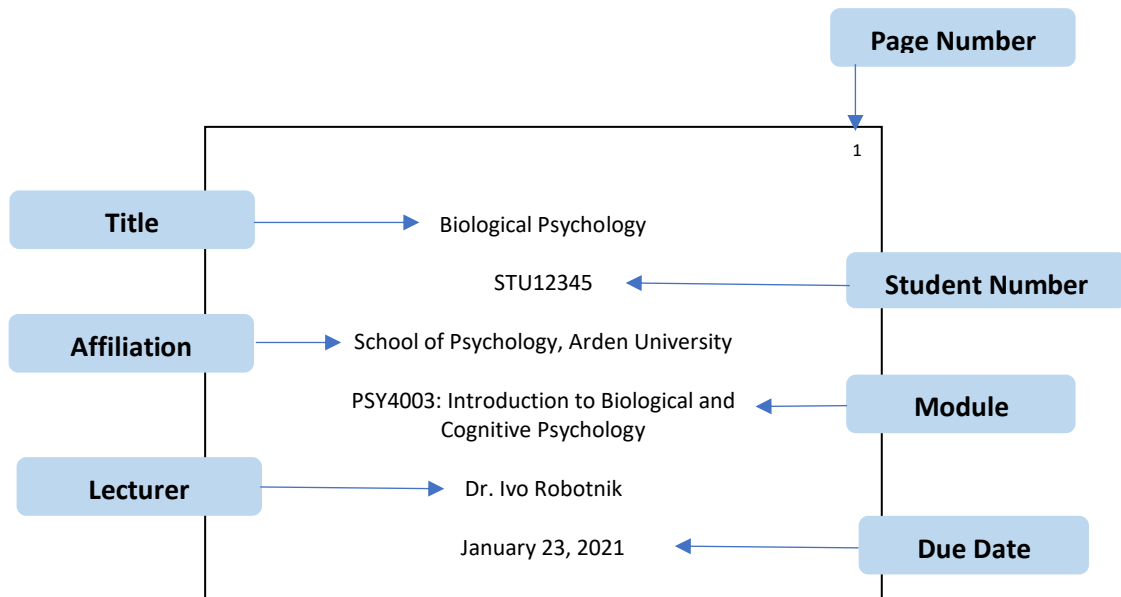 Page Number
1
Title
Biological Psychology
STU12345
Student Number
Affiliation
School of Psychology, Arden University
PSY4003: Introduction to Biological and
Cognitive Psychology
Module
Lecturer
Dr. Ivo Robotnik
January 23, 2021
Due Date